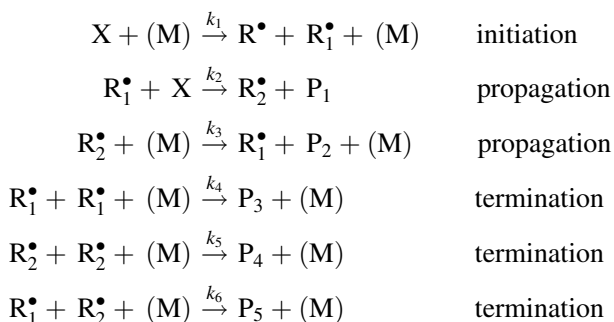 X + (M) →k₁ R• + R₁• + (M) initiation
R₁• + X →k₂ R₂• + P₁ propagation
R₂• + (M) →k₃ R₁• + P₂ + (M) propagation
R₁• + R₁• + (M) →k₄ P₃ + (M) termination
R₂• + R₂• + (M) →k₅ P₄ + (M) termination
R₁• + R₂• + (M) →k₆ P₅ + (M) termination